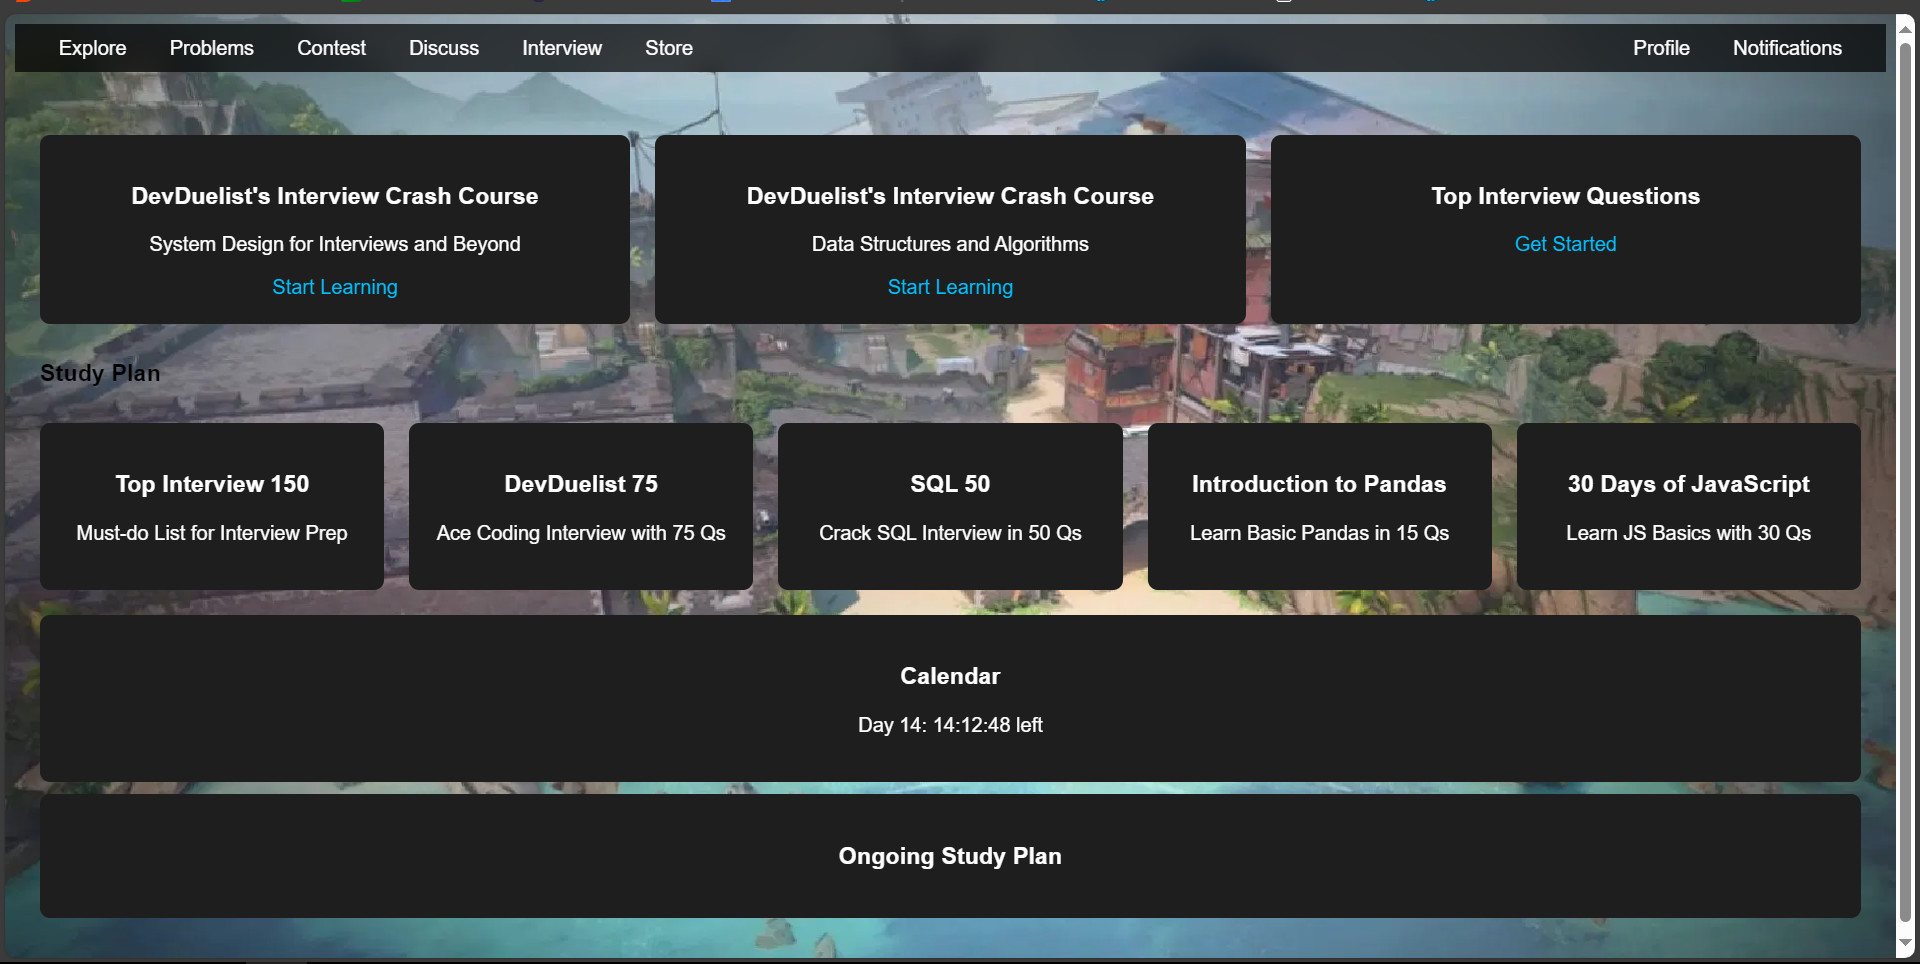 Explore Problems Contest Discuss Interview Store Profile Notifications
DevDuelist's Interview Crash Course
System Design for Interviews and Beyond
Start Learning
DevDuelist's Interview Crash Course
Data Structures and Algorithms
Start Learning
Top Interview Questions
Get Started
Study Plan
Top Interview 150
Must-do List for Interview Prep
DevDuelist 75
Ace Coding Interview with 75 Qs
SQL 50
Crack SQL Interview in 50 Qs
Introduction to Pandas
Learn Basic Pandas in 15 Qs
30 Days of JavaScript
Learn JS Basics with 30 Qs
Calendar
Day 14: 14:12:48 left
Ongoing Study Plan